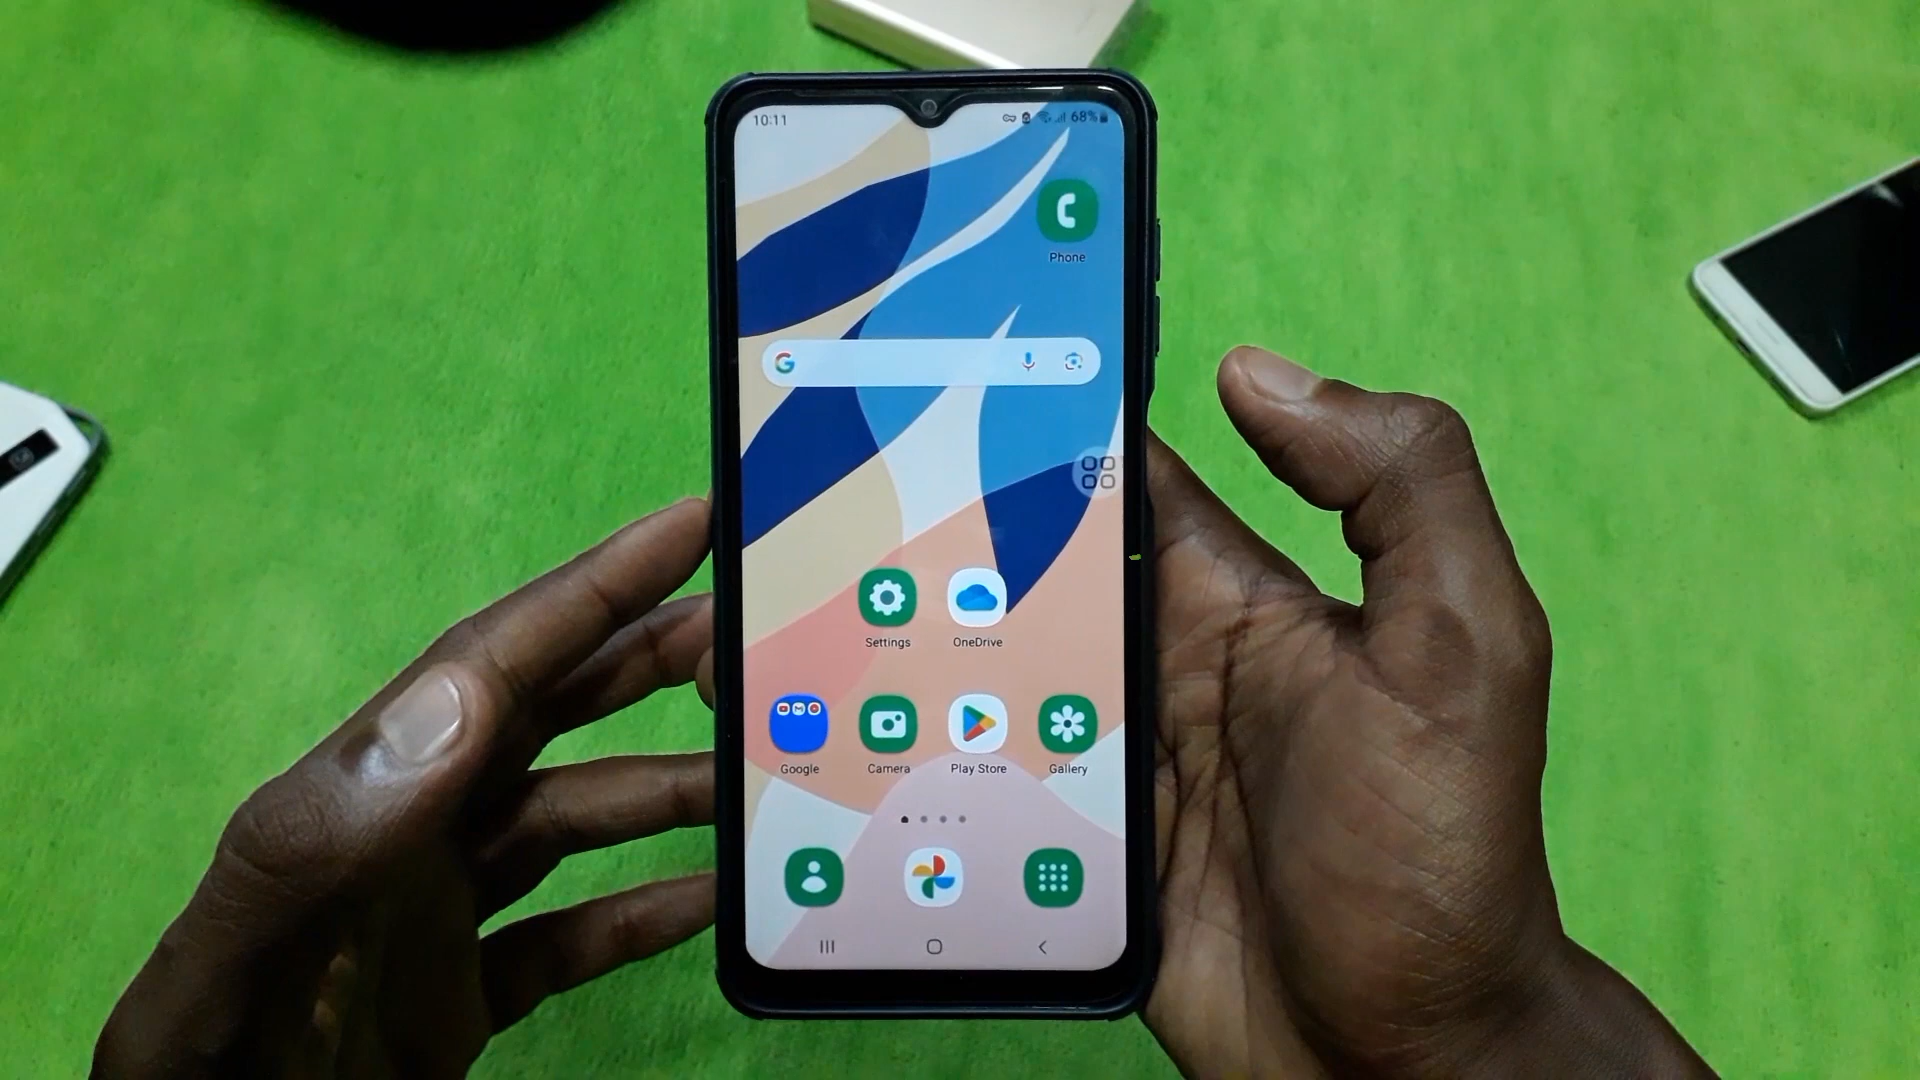 10:11
68%
Phone
G
Settings
OneDrive
Google
Camera
Play Store
Gallery